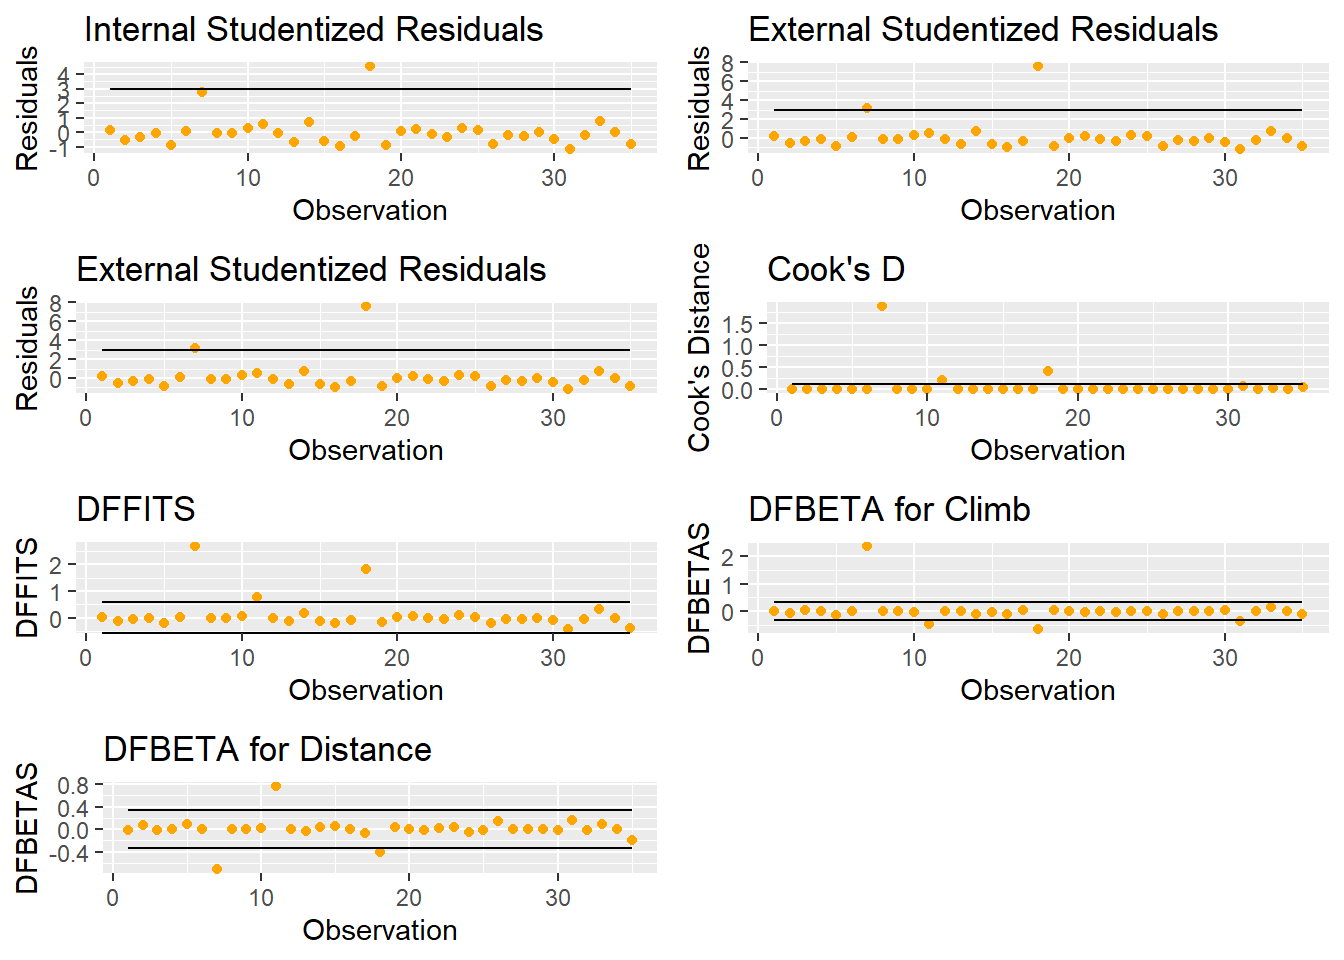 Internal Studentized Residuals
Residuals
4
3
2
1
0
-1
0 10 20 30
Observation
External Studentized Residuals
Residuals
8
6
4
2
0
0 10 20 30
Observation
External Studentized Residuals
Residuals
8
6
4
2
0
0 10 20 30
Observation
Cook's D
Cook's Distance
1.5
1.0
0.5
0.0
0 10 20 30
Observation
DFFITS
DFFITS
2
1
0
0 10 20 30
Observation
DFBETA for Climb
DFBETAS
2
1
0
0 10 20 30
Observation
DFBETA for Distance
DFBETAS
0.8
0.4
0.0
-0.4
0 10 20 30
Observation